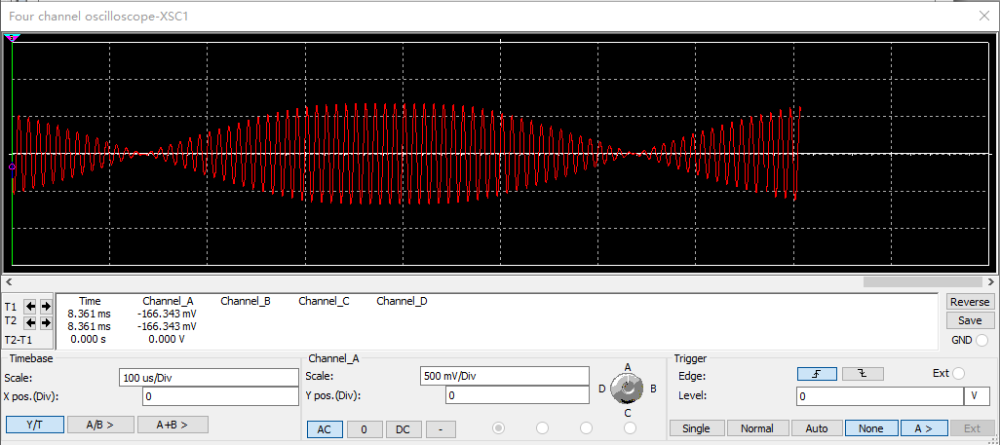 Four channel oscilloscope-XSC1
T1
T2
T2-T1
Time Channel_A Channel_B Channel_C Channel_D
8.361 ms -166.343 mV
8.361 ms -166.343 mV
0.000 s 0.000 V
Reverse
Save
GND
Timebase
Scale: 100 us/Div
X pos.(Div): 0
Y/T A/B > A+B >
Channel_A
Scale: 500 mV/Div
Y pos.(Div): 0
AC 0 DC -
A
D B
C
Trigger
Edge: Ext
Level: 0 V
Single Normal Auto None A > Ext